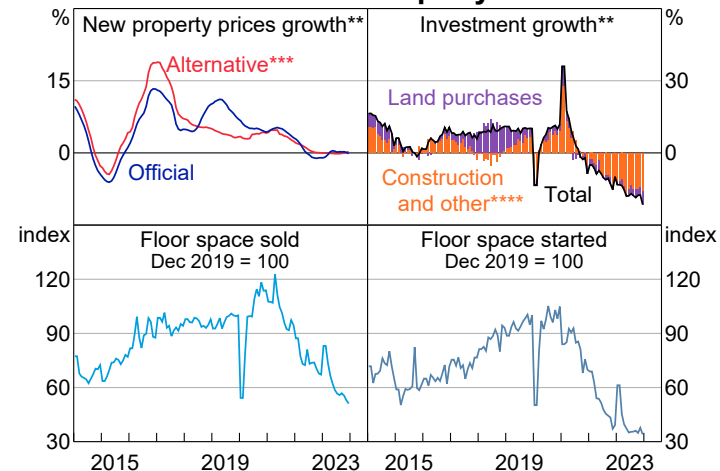 %
New property prices growth**
Investment growth**
%
Alternative***
15
30
Land purchases
0
0
Official
Construction
and other****
Total
index
Floor space sold
Dec 2019 = 100
Floor space started
Dec 2019 = 100
index
120
120
90
90
60
60
30
30
2015
2019
2023
2015
2019
2023